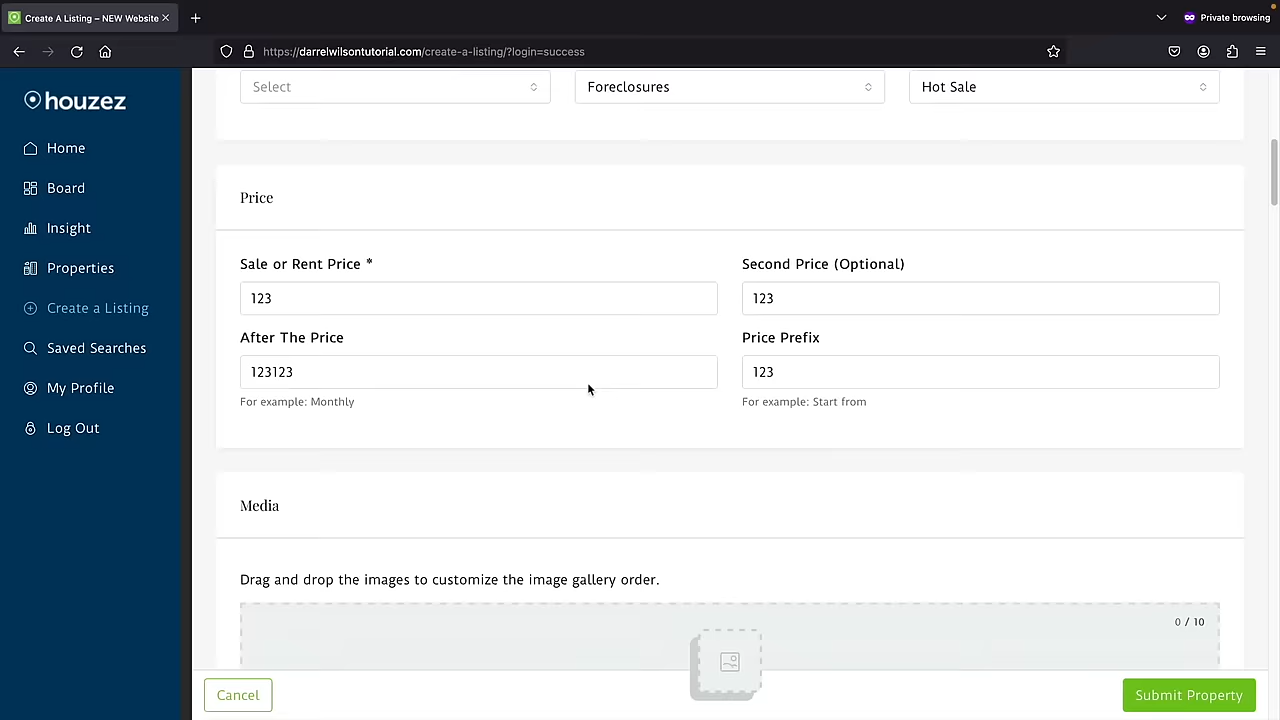 Create A Listing – NEW Website
Private browsing
https://darrelwilsontutorial.com/create-a-listing/?login=success
houzez
Home
Board
Insight
Properties
Create a Listing
Saved Searches
My Profile
Log Out
Select
Foreclosures
Hot Sale
Price
Sale or Rent Price *
Second Price (Optional)
123
123
After The Price
Price Prefix
123123
123
For example: Monthly
For example: Start from
Media
Drag and drop the images to customize the image gallery order.
0 / 10
Cancel
Submit Property